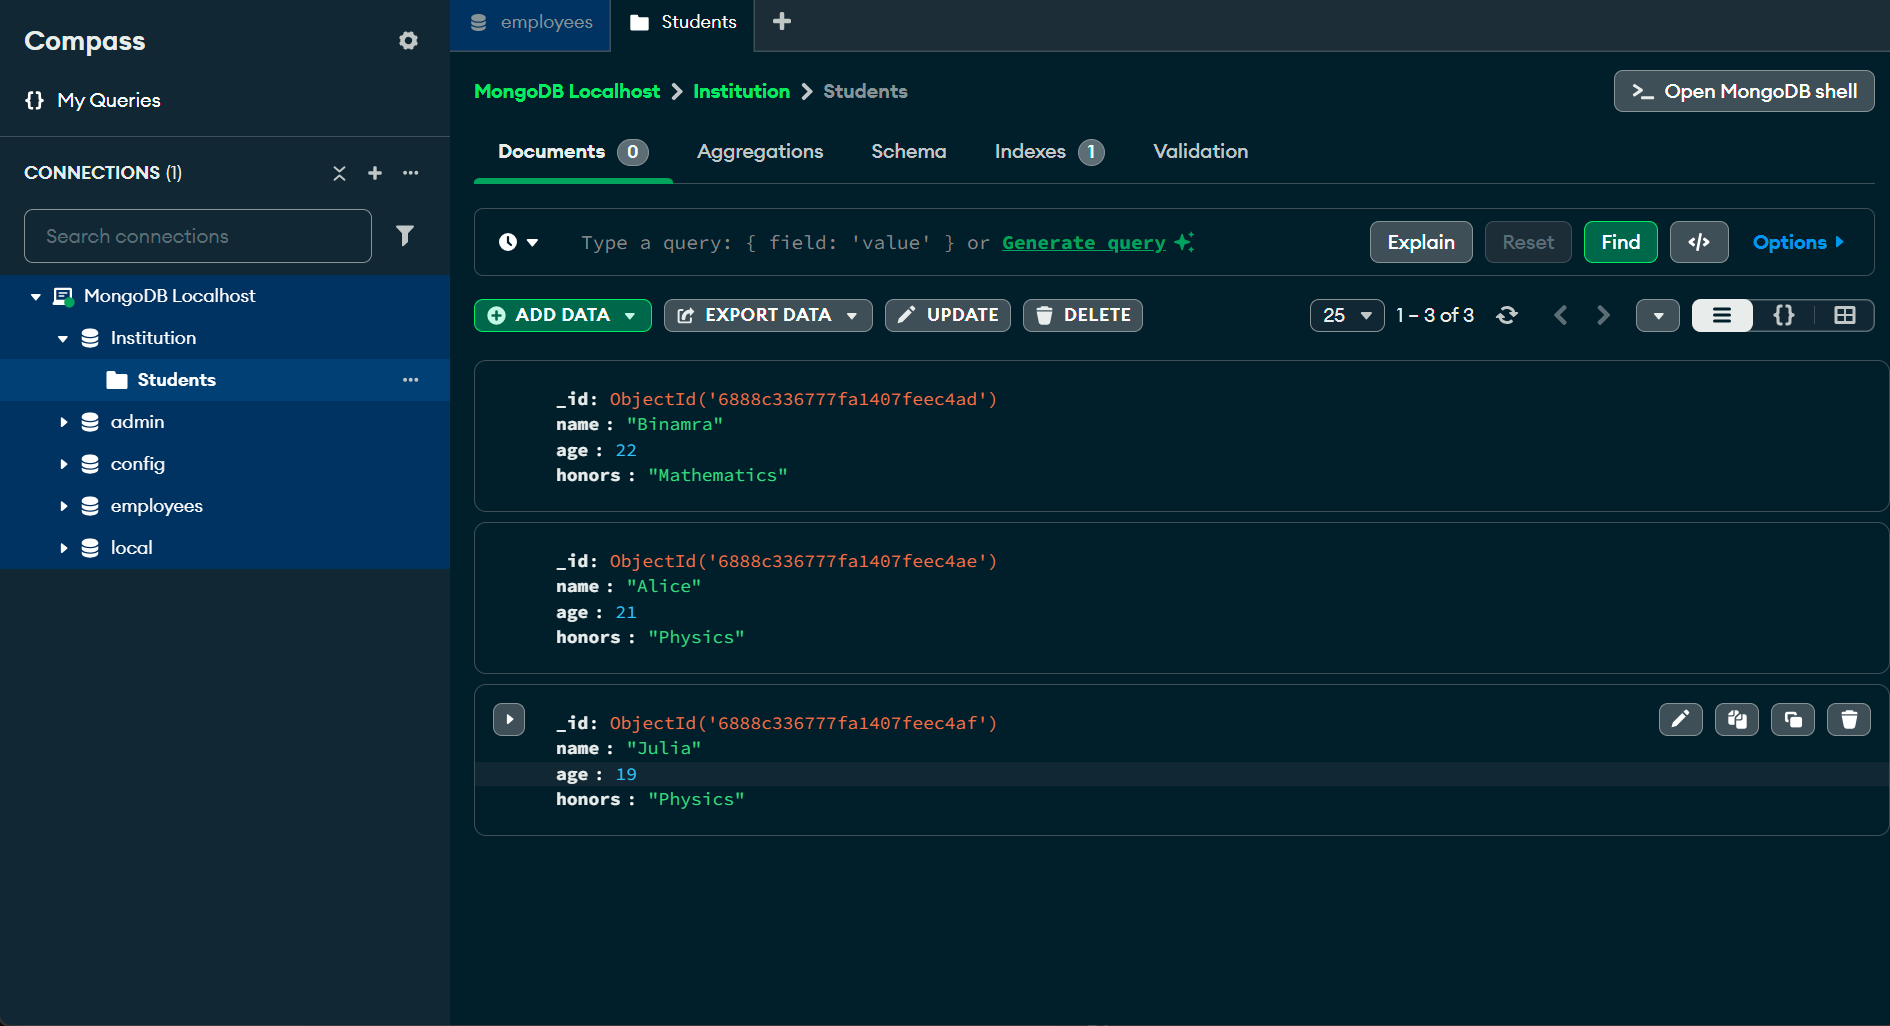 Compass
My Queries
CONNECTIONS (1)
Search connections
MongoDB Localhost
Institution
Students
admin
config
employees
local
employees
Students
MongoDB Localhost > Institution > Students
>_ Open MongoDB shell
Documents 0 Aggregations Schema Indexes 1 Validation
Type a query: { field: 'value' } or Generate query
Explain Reset Find </> Options
ADD DATA EXPORT DATA UPDATE DELETE 25 1 – 3 of 3 {}
_id: ObjectId('6888c336777fa1407feec4ad')
name : "Binamra"
age : 22
honors : "Mathematics"
_id: ObjectId('6888c336777fa1407feec4ae')
name : "Alice"
age : 21
honors : "Physics"
_id: ObjectId('6888c336777fa1407feec4af')
name : "Julia"
age : 19
honors : "Physics"